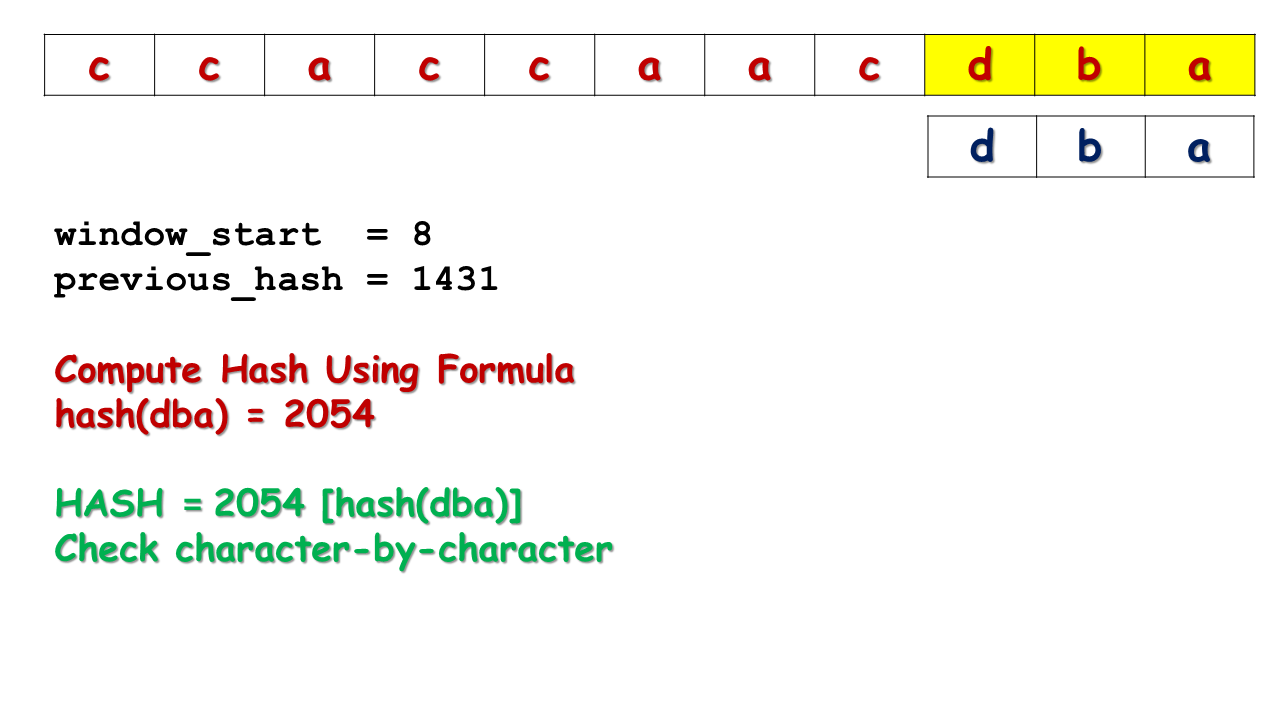 c c a c c a a c d b a
d b a
window_start = 8
previous_hash = 1431
Compute Hash Using Formula
hash(dba) = 2054
HASH = 2054 [hash(dba)]
Check character-by-character